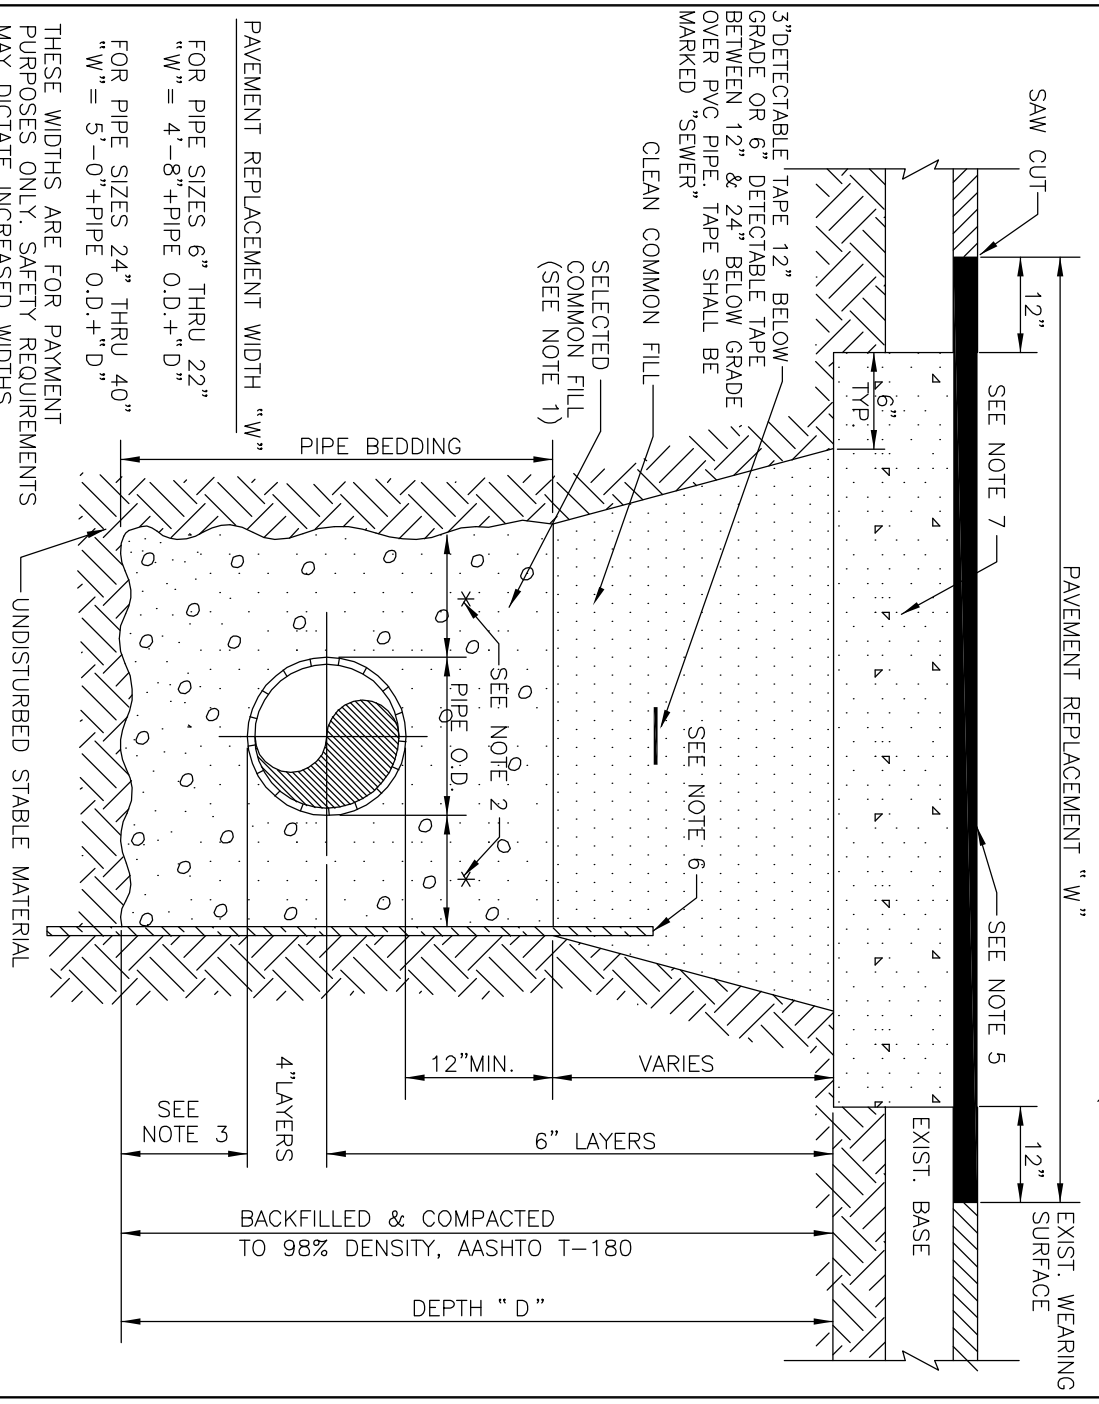 SAW CUT
3"DETECTABLE TAPE 12" BELOW
GRADE OR 6" DETECTABLE TAPE
BETWEEN 12" & 24" BELOW GRADE
OVER PVC PIPE. TAPE SHALL BE
MARKED "SEWER"
CLEAN COMMON FILL
SELECTED
COMMON FILL
(SEE NOTE 1)
PAVEMENT REPLACEMENT WIDTH "W"
FOR PIPE SIZES 6" THRU 22"
"W"= 4'-8"+PIPE O.D.+"D"
FOR PIPE SIZES 24" THRU 40"
"W"= 5'-0"+PIPE O.D.+"D"
THESE WIDTHS ARE FOR PAYMENT
PURPOSES ONLY. SAFETY REQUIREMENTS
MAY DICTATE INCREASED WIDTHS
PAVEMENT REPLACEMENT "W"
12"
6"
TYP.
SEE NOTE 7
SEE NOTE 5
12"
EXIST. WEARING
SURFACE
EXIST. BASE
PIPE BEDDING
SEE NOTE 2
PIPE O.D.
SEE NOTE 6
UNDISTURBED STABLE MATERIAL
VARIES
12"MIN.
4"LAYERS
SEE
NOTE 3
6" LAYERS
BACKFILLED & COMPACTED
TO 98% DENSITY, AASHTO T-180
DEPTH "D"